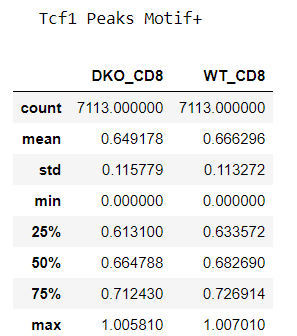 Tcf1 Peaks Motif+
DKO_CD8 WT_CD8
count 7113.000000 7113.000000
mean 0.649178 0.666296
std 0.115779 0.113272
min 0.000000 0.000000
25% 0.613100 0.633572
50% 0.664788 0.682690
75% 0.712430 0.726914
max 1.005810 1.007010